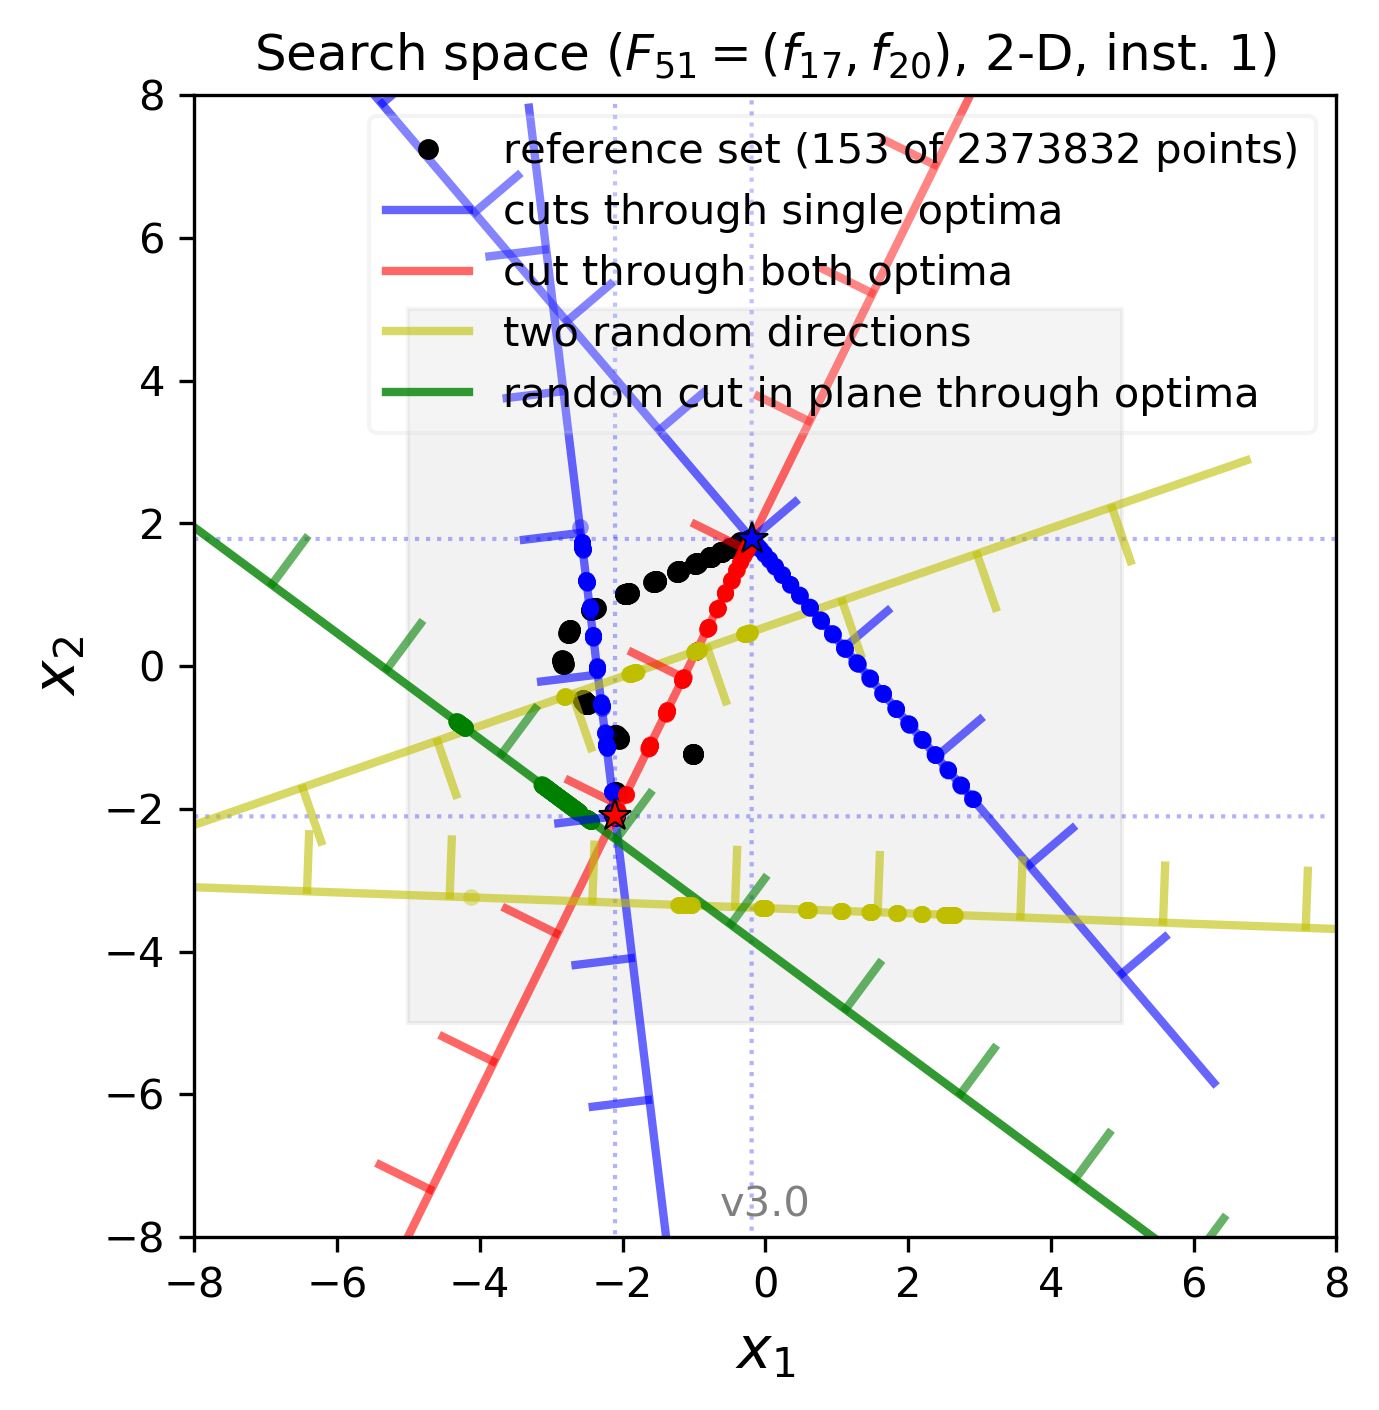 Search space (F₅₁ = (f₁₇, f₂₀), 2-D, inst. 1)
reference set (153 of 2373832 points)
cuts through single optima
cut through both optima
two random directions
random cut in plane through optima
8
6
4
2
0
−2
−4
−6
−8
x₂
v3.0
−8 −6 −4 −2 0 2 4 6 8
x₁